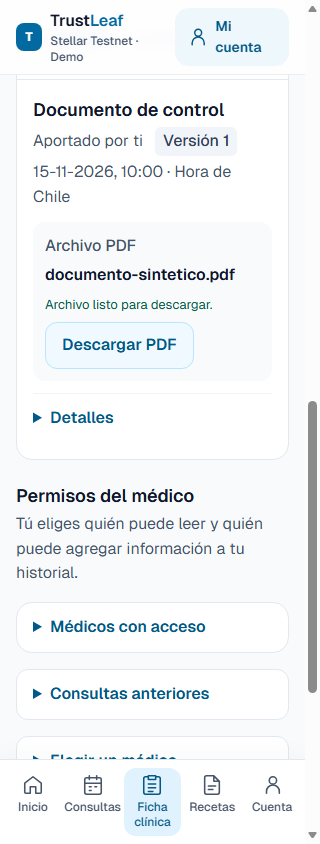 T
TrustLeaf
Stellar Testnet ·
Demo
Mi
cuenta
Documento de control
Aportado por ti Versión 1
15-11-2026, 10:00 · Hora de
Chile
Archivo PDF
documento-sintetico.pdf
Archivo listo para descargar.
Descargar PDF
Detalles
Permisos del médico
Tú eliges quién puede leer y quién
puede agregar información a tu
historial.
Médicos con acceso
Consultas anteriores
Elegir un médico
Inicio Consultas Ficha clínica Recetas Cuenta